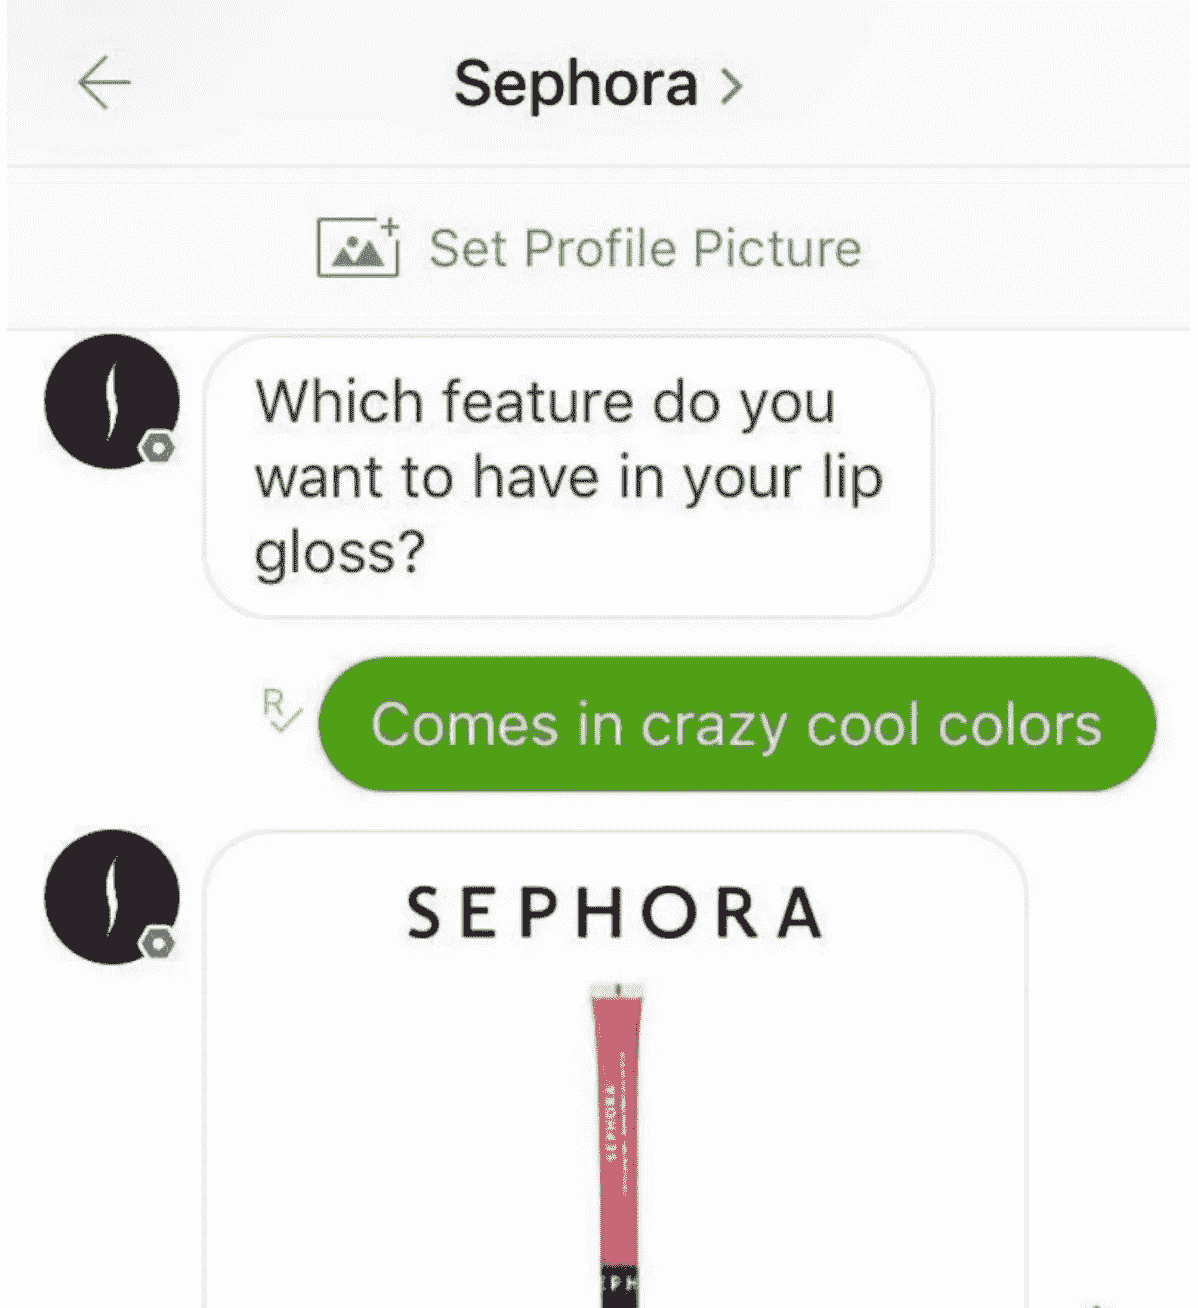 Sephora
Set Profile Picture
Which feature do you
want to have in your lip
gloss?
R
Comes in crazy cool colors
SEPHORA
SEPHORA